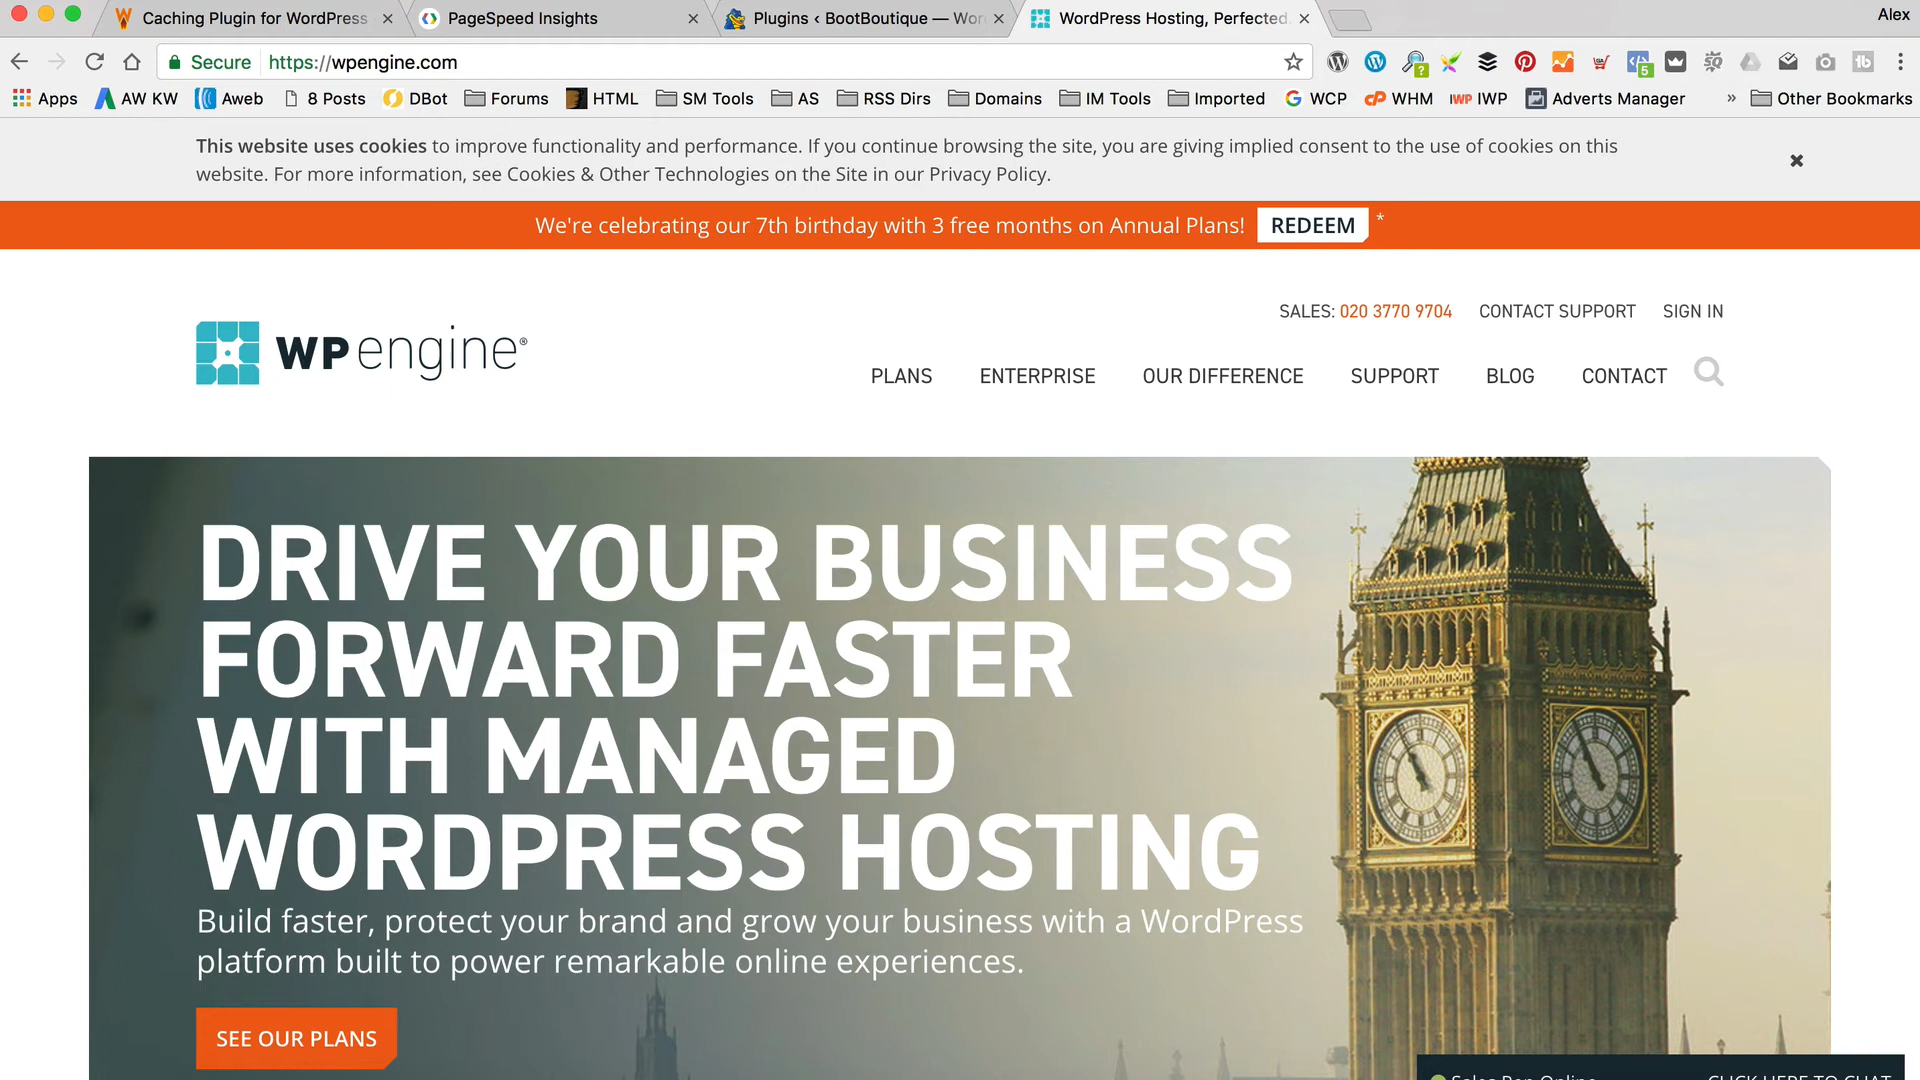 Caching Plugin for WordPress
PageSpeed Insights
Plugins ‹ BootBoutique — Wor
WordPress Hosting, Perfected.
Alex
Secure https://wpengine.com
?
5
SQ
tb
Apps AW KW Aweb 8 Posts DBot Forums HTML SM Tools AS RSS Dirs Domains IM Tools Imported WCP WHM IWP IWP Adverts Manager » Other Bookmarks
This website uses cookies to improve functionality and performance. If you continue browsing the site, you are giving implied consent to the use of cookies on this
website. For more information, see Cookies & Other Technologies on the Site in our Privacy Policy.
We're celebrating our 7th birthday with 3 free months on Annual Plans! REDEEM *
SALES: 020 3770 9704 CONTACT SUPPORT SIGN IN
WP engine®
PLANS ENTERPRISE OUR DIFFERENCE SUPPORT BLOG CONTACT
DRIVE YOUR BUSINESS
FORWARD FASTER
WITH MANAGED
WORDPRESS HOSTING
Build faster, protect your brand and grow your business with a WordPress
platform built to power remarkable online experiences.
SEE OUR PLANS
Sales Rep Online CLICK HERE TO CHAT